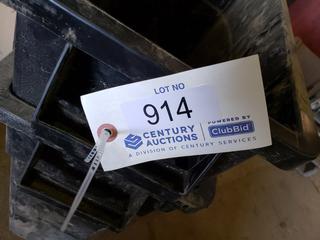 LOT NO
914
CENTURY AUCTIONS
POWERED BY
ClubBid
A DIVISION OF CENTURY SERVICES